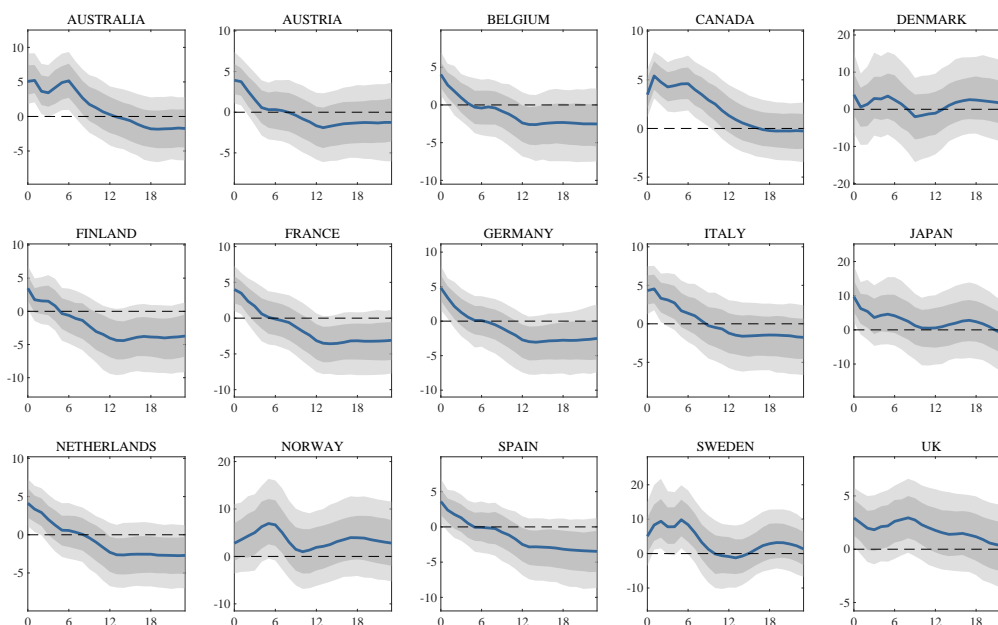 AUSTRALIA AUSTRIA BELGIUM CANADA DENMARK
10 5 0 -5 0 6 12 18
10 5 0 -5 0 6 12 18
10 5 0 -5 -10 0 6 12 18
10 5 0 -5 0 6 12 18
20 10 0 -10 -20 0 6 12 18
FINLAND FRANCE GERMANY ITALY JAPAN
10 5 0 -5 -10 0 6 12 18
10 5 0 -5 -10 0 6 12 18
10 5 0 -5 -10 0 6 12 18
10 5 0 -5 0 6 12 18
20 10 0 -10 0 6 12 18
NETHERLANDS NORWAY SPAIN SWEDEN UK
10 5 0 -5 0 6 12 18
20 10 0 -10 0 6 12 18
10 5 0 -5 -10 0 6 12 18
20 10 0 -10 0 6 12 18
5 0 -5 0 6 12 18